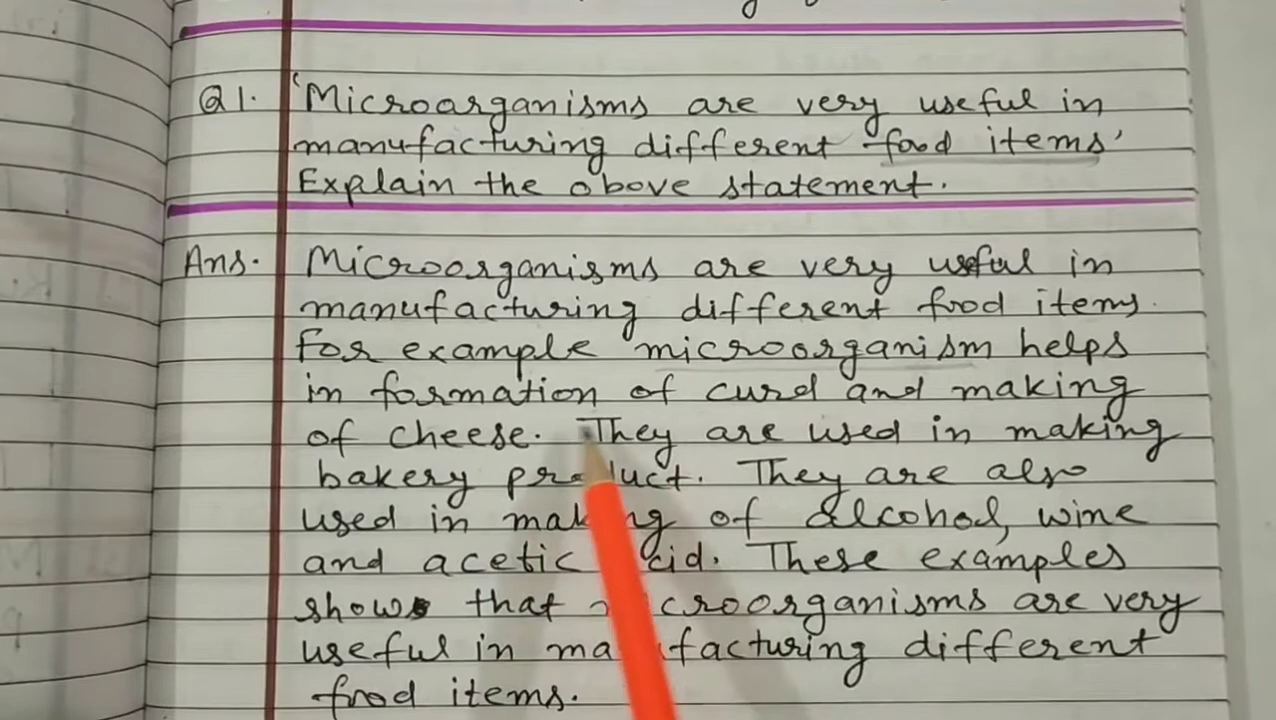 Q1. 'Microarganisms are very useful in
manufacturing different food items'
Explain the above statement.
Ans. Microorganisms are very useful in
manufacturing different food items.
For example microorganism helps
in formation of curd and making
of cheese. They are used in making
bakery product. They are also
used in making of alcohol, wine
and acetic acid. These examples
shows that microorganisms are very
useful in manufacturing different
food items.